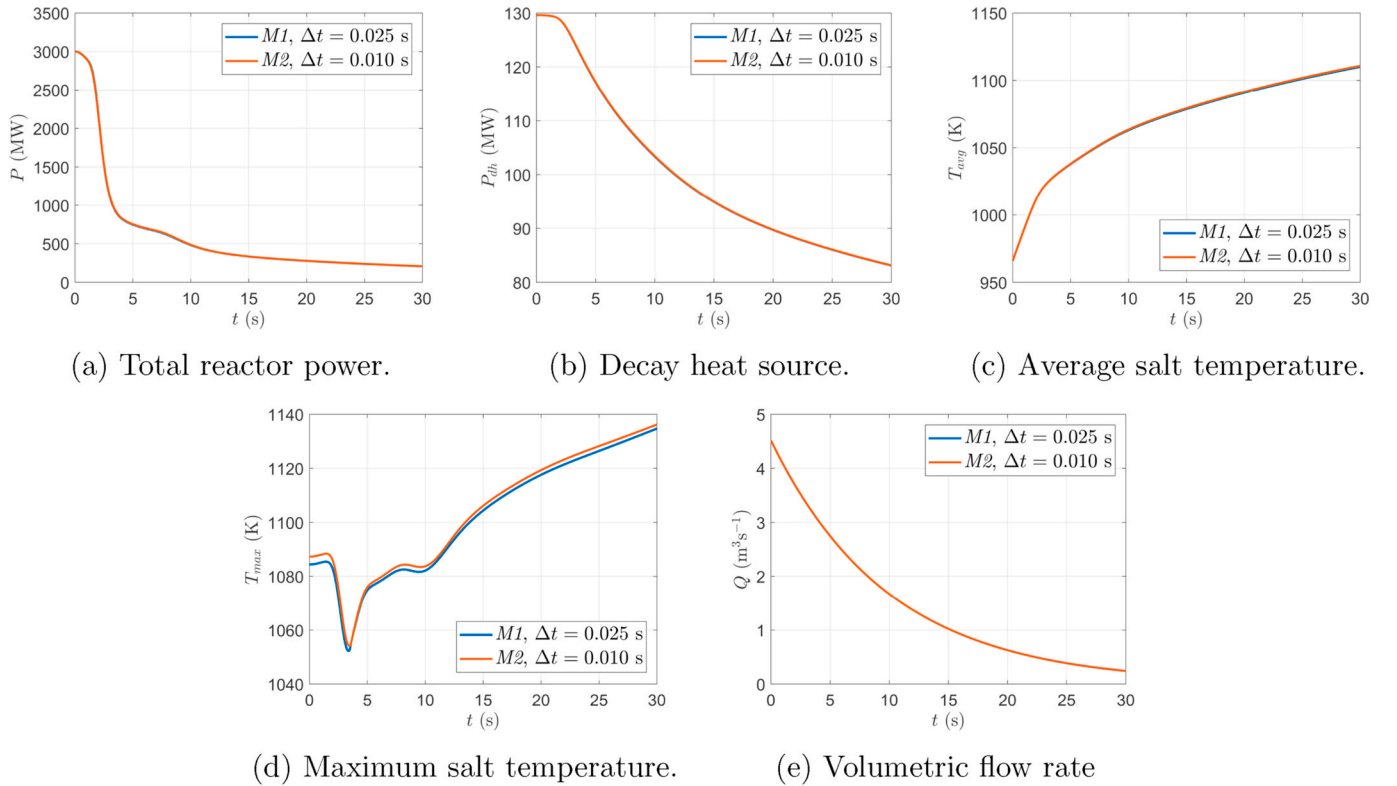 3500
3000
2500
2000
1500
1000
500
0
P (MW)
M1, Δt = 0.025 s
M2, Δt = 0.010 s
0 5 10 15 20 25 30
t (s)
(a) Total reactor power.
130
120
110
100
90
80
P_dh (MW)
M1, Δt = 0.025 s
M2, Δt = 0.010 s
0 5 10 15 20 25 30
t (s)
(b) Decay heat source.
1150
1100
1050
1000
950
T_avg (K)
M1, Δt = 0.025 s
M2, Δt = 0.010 s
0 5 10 15 20 25 30
t (s)
(c) Average salt temperature.
1140
1120
1100
1080
1060
1040
T_max (K)
M1, Δt = 0.025 s
M2, Δt = 0.010 s
0 5 10 15 20 25 30
t (s)
(d) Maximum salt temperature.
5
4
3
2
1
0
Q (m³s⁻¹)
M1, Δt = 0.025 s
M2, Δt = 0.010 s
0 5 10 15 20 25 30
t (s)
(e) Volumetric flow rate